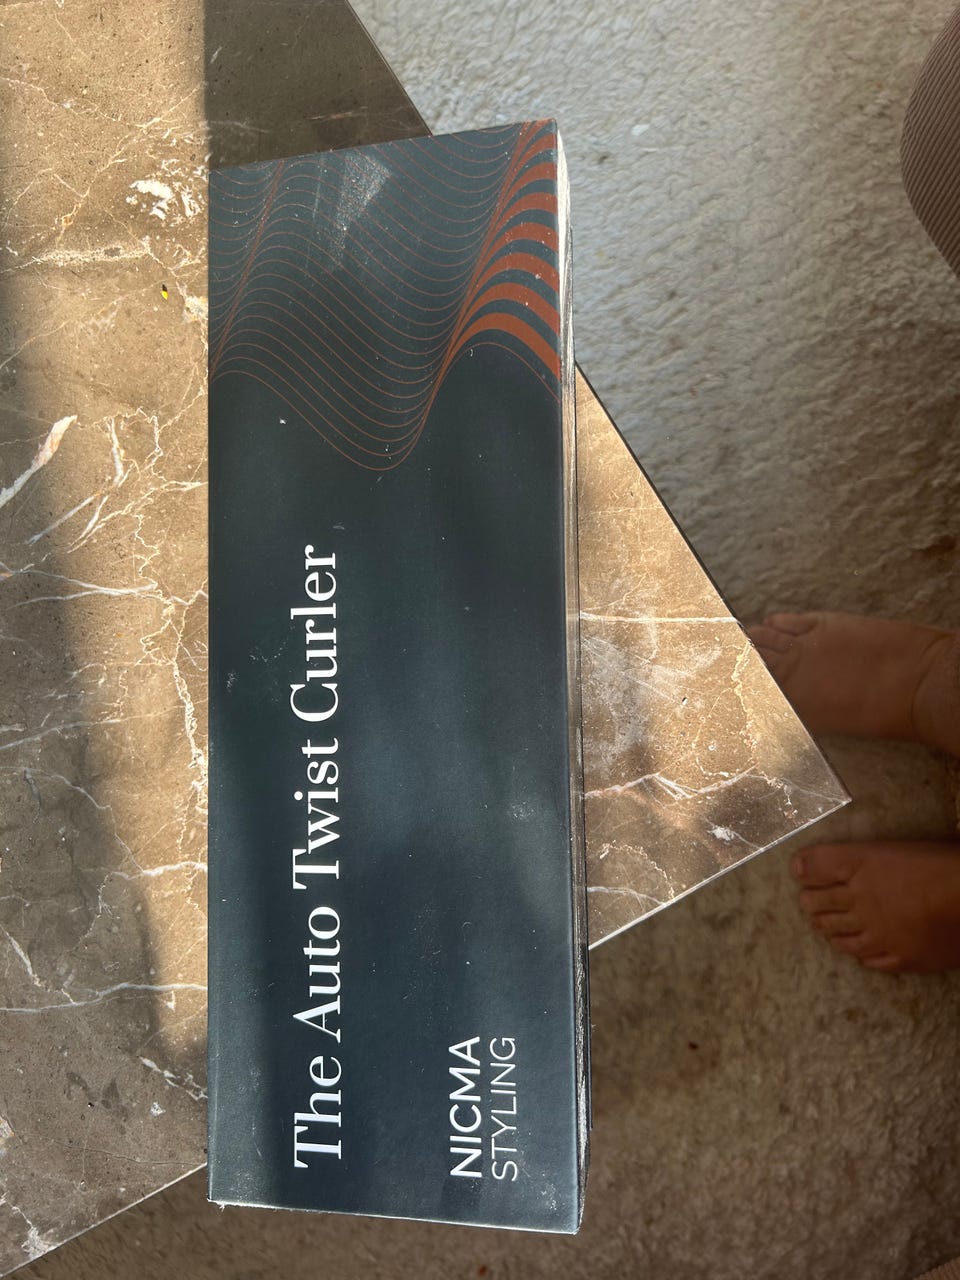 The Auto Twist Curler
NICMA
STYLING